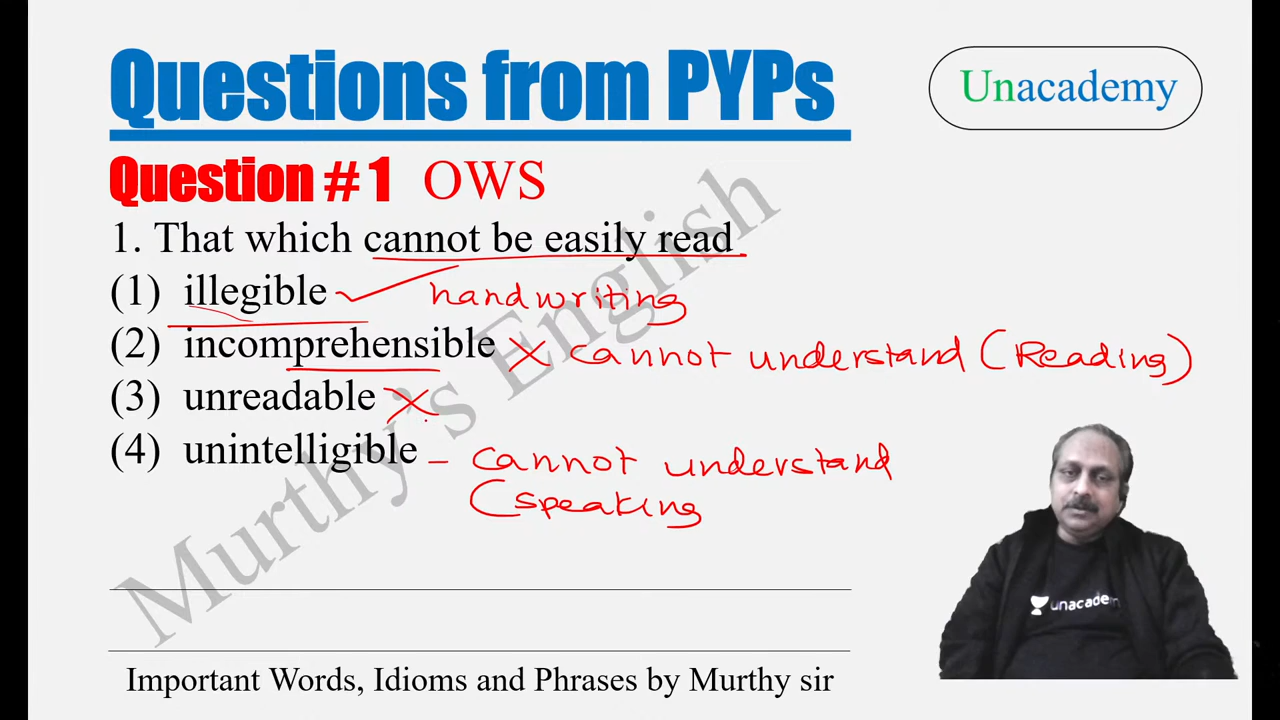 Questions from PYPs
Unacademy
Question # 1 OWS
1. That which cannot be easily read
(1) illegible handwriting
(2) incomprehensible cannot understand (Reading)
(3) unreadable
(4) unintelligible - cannot understand
(speaking
Murthy's English
unacademy
Important Words, Idioms and Phrases by Murthy sir